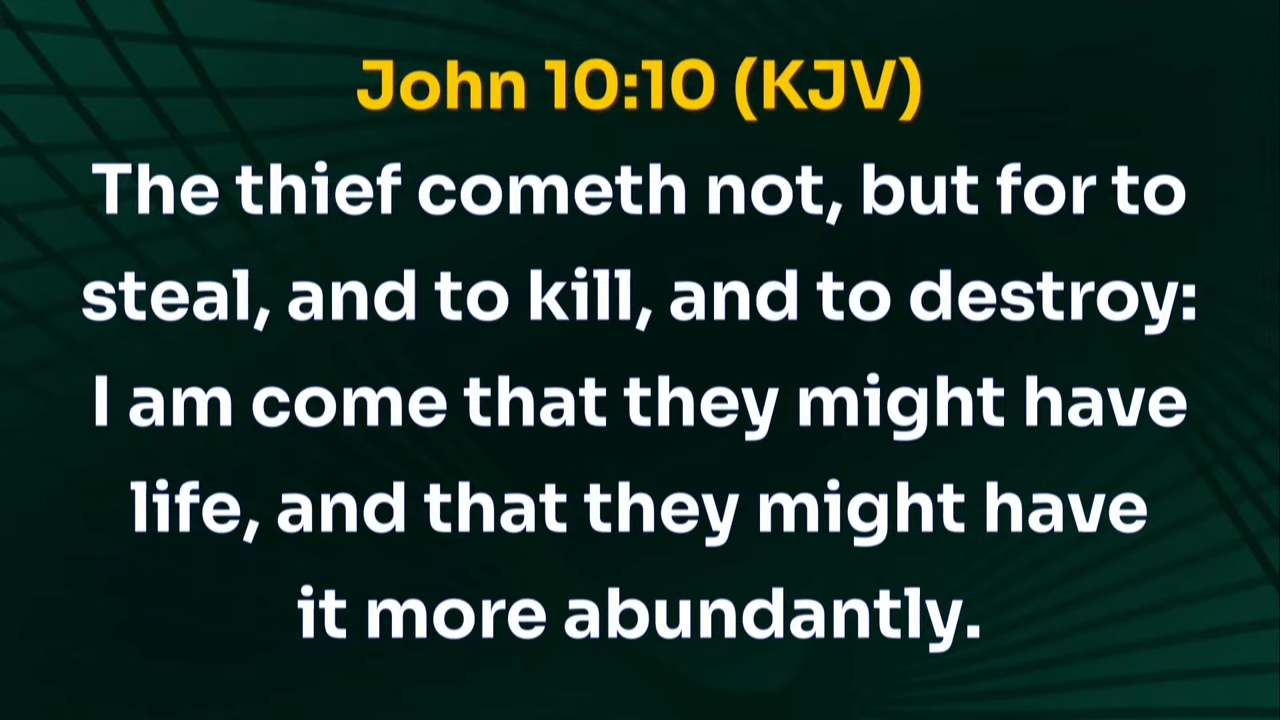 John 10:10 (KJV)
The thief cometh not, but for to
steal, and to kill, and to destroy:
I am come that they might have
life, and that they might have
it more abundantly.